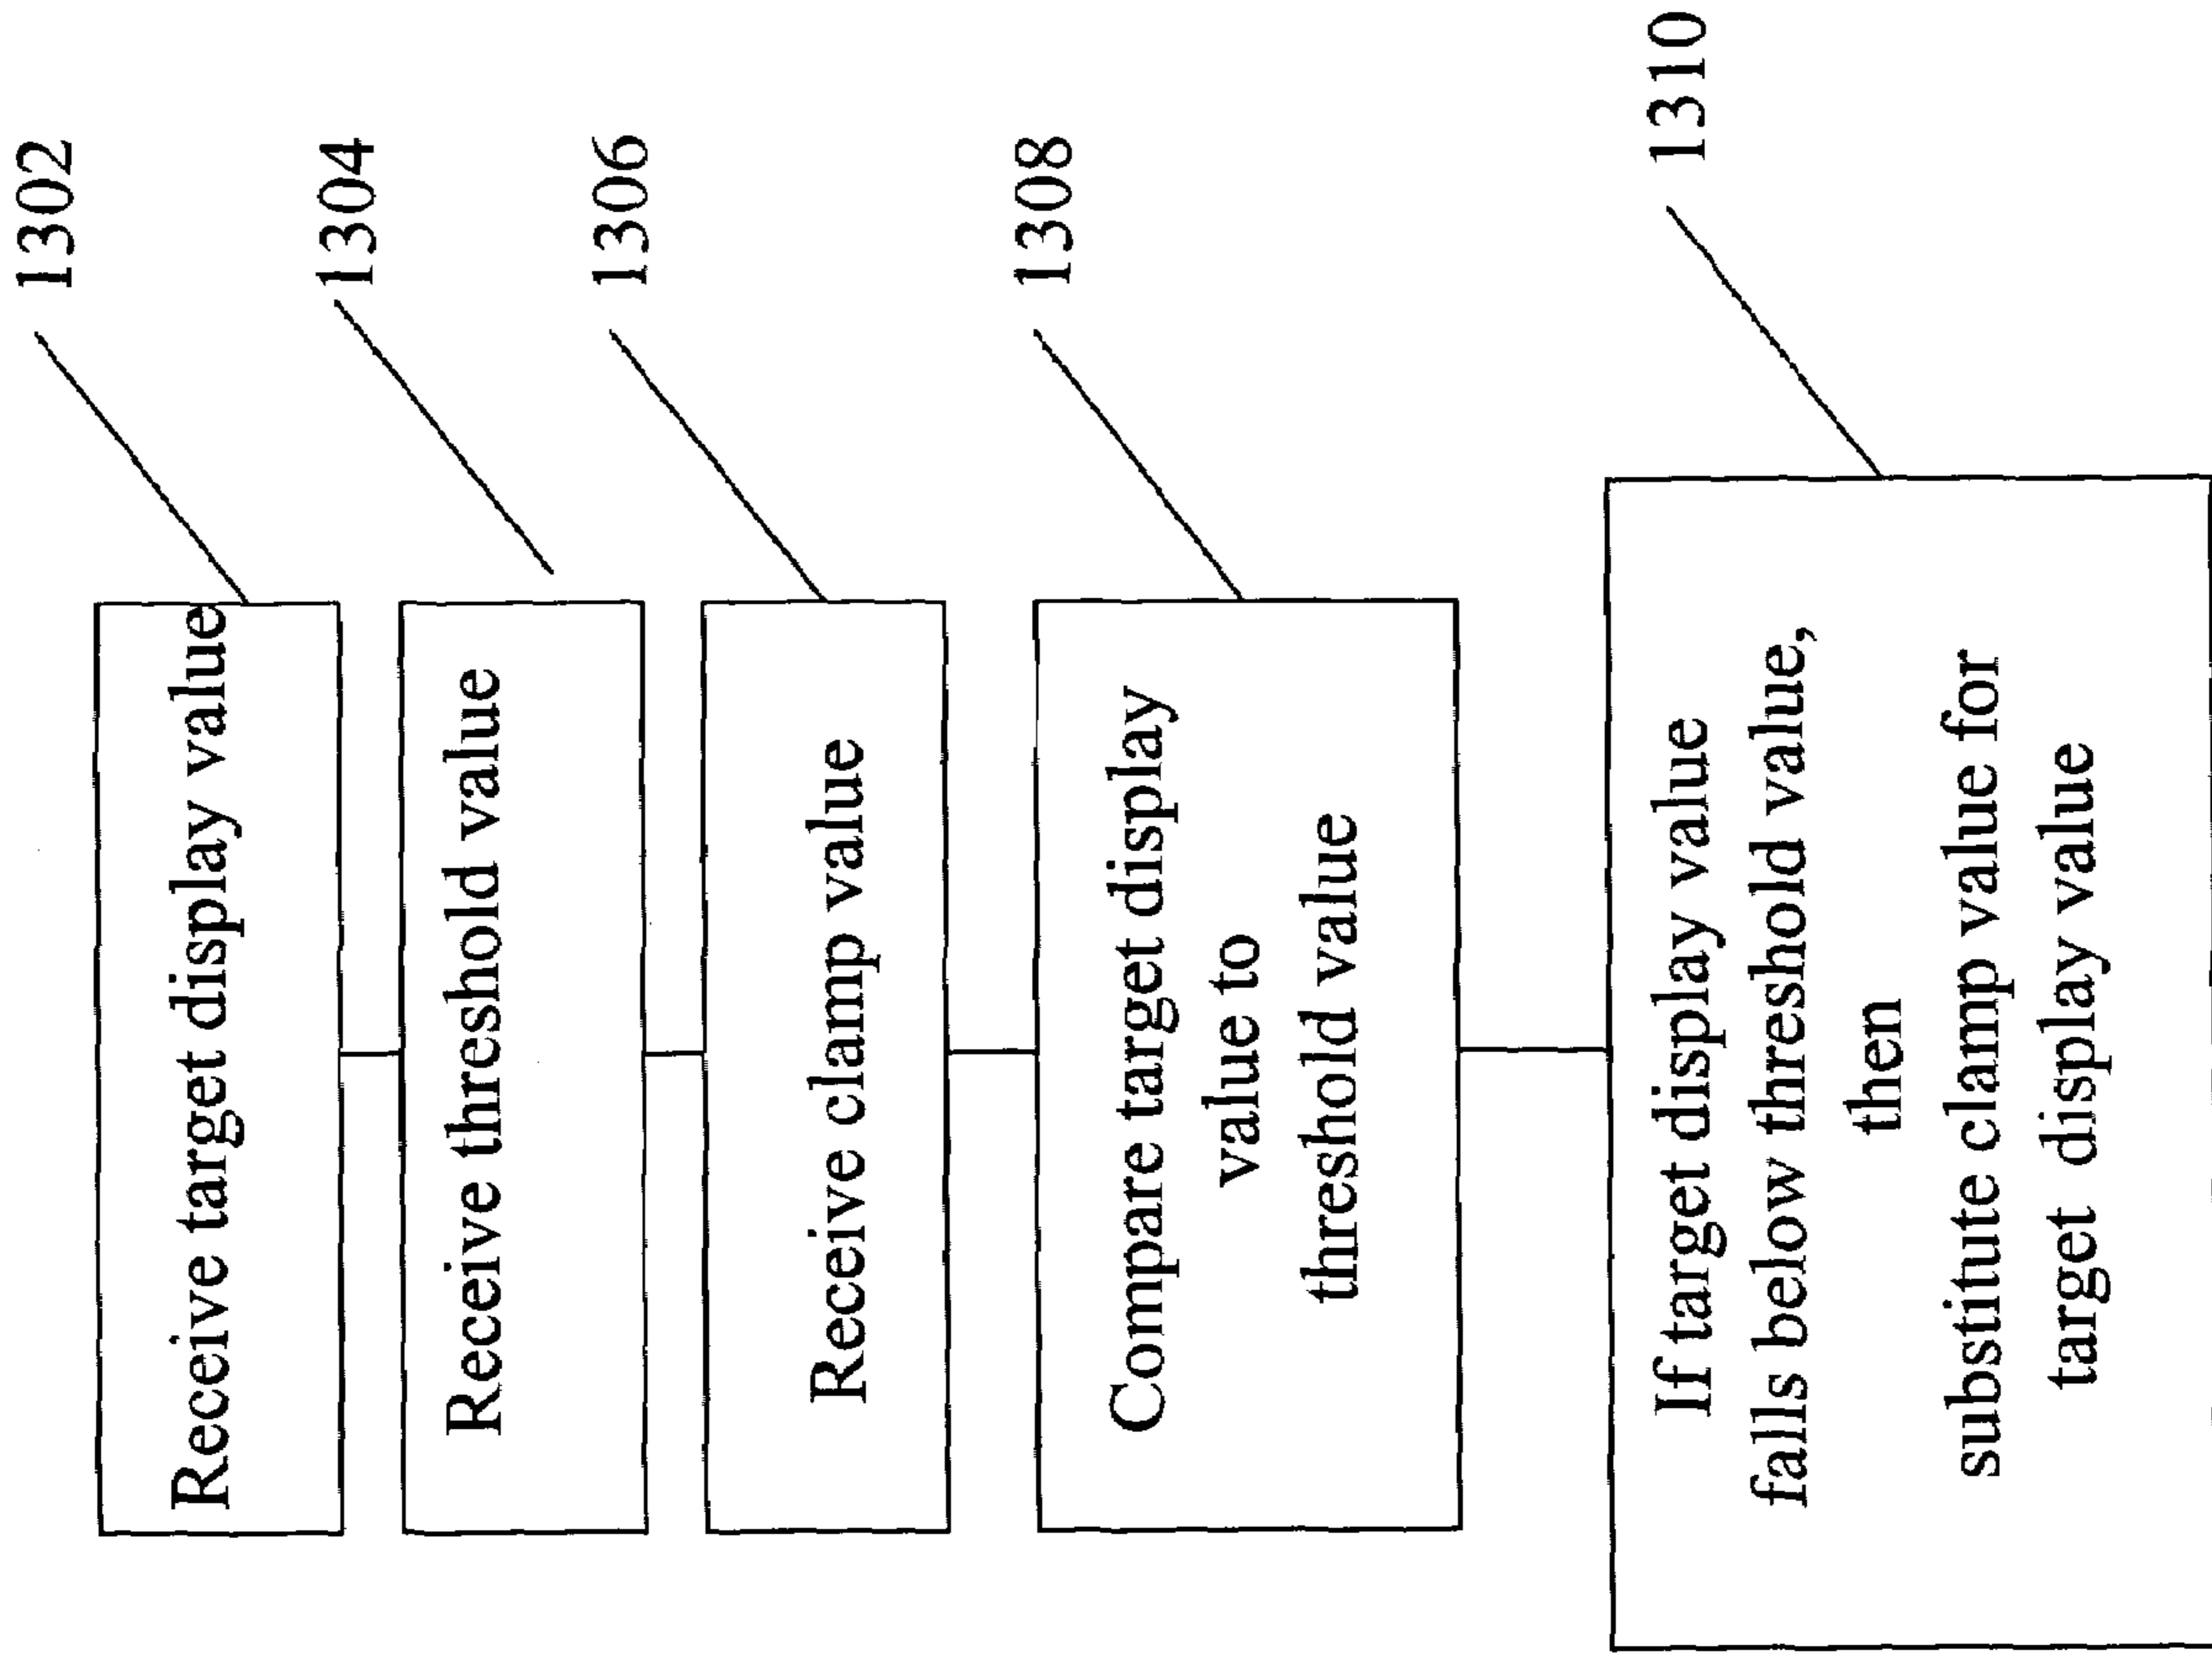 Receive target display value
1302
Receive threshold value
1304
Receive clamp value
1306
Compare target display
value to
threshold value
1308
If target display value
falls below threshold value,
then
substitute clamp value for
target display value
1310